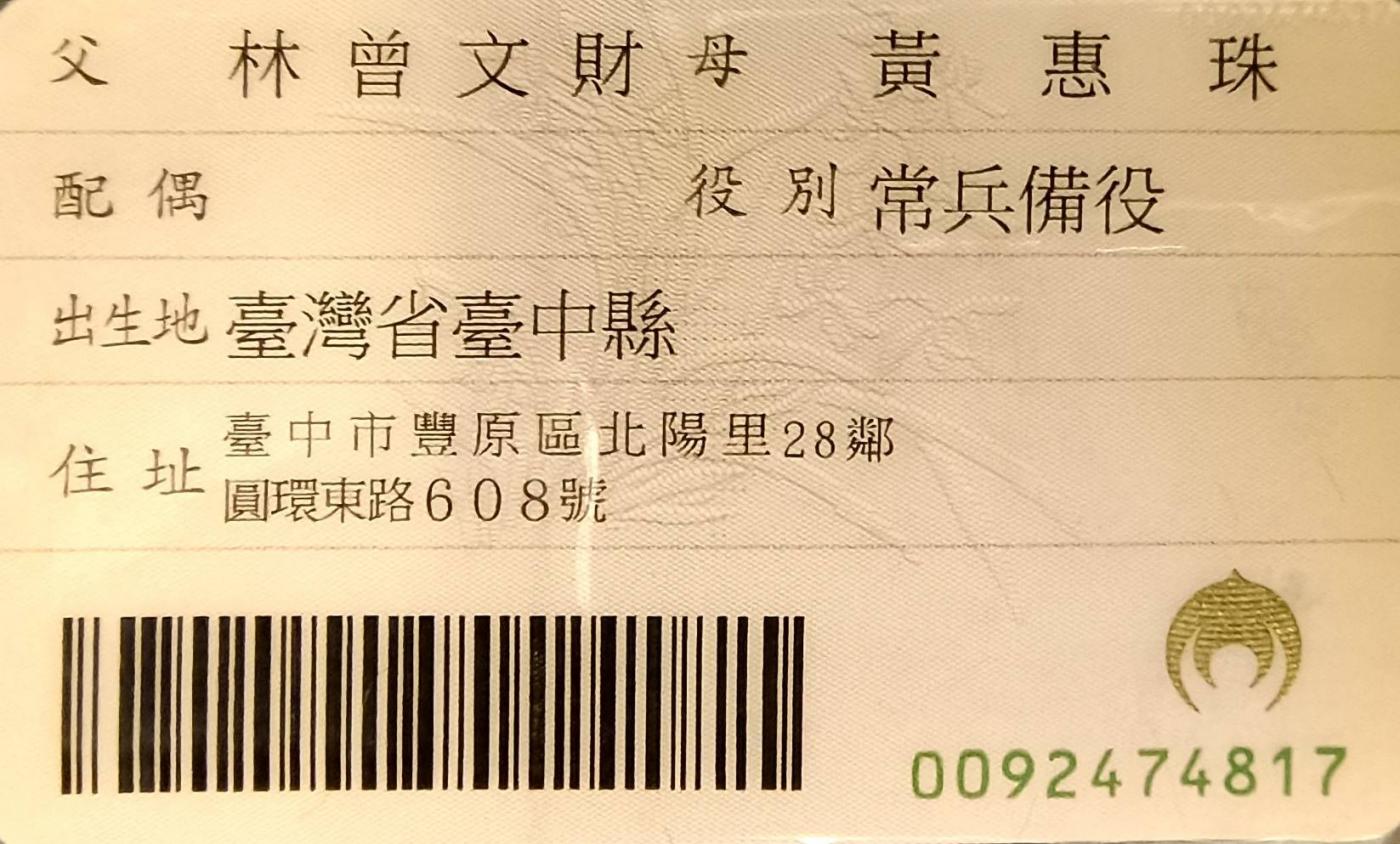 父 林曾文財 母 黃惠珠
配偶 役別 常兵備役
出生地 臺灣省臺中縣
住址 臺中市豐原區北陽里28鄰
圓環東路608號
0092474817